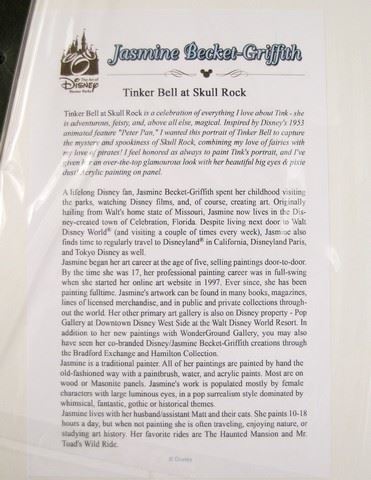 The Art of
Disney
Theme Parks
Jasmine Becket-Griffith
Tinker Bell at Skull Rock
Tinker Bell at Skull Rock is a celebration of everything I love about Tink - she
is adventurous, feisty, and, above all else, magical. Inspired by Disney's 1953
animated feature "Peter Pan," I wanted this portrait of Tinker Bell to capture
the mystery and spookiness of Skull Rock, combining my love of fairies with
my love of pirates! I feel honored as always to paint Tink's portrait, and I've
given her an over-the-top glamourous look with her beautiful big eyes & pixie
dust! Acrylic painting on panel.
A lifelong Disney fan, Jasmine Becket-Griffith spent her childhood visiting
the parks, watching Disney films, and, of course, creating art. Originally
hailing from Walt's home state of Missouri, Jasmine now lives in the Dis-
ney-created town of Celebration, Florida. Despite living next door to Walt
Disney World® (and visiting a couple of times every week), Jasmine also
finds time to regularly travel to Disneyland® in California, Disneyland Paris,
and Tokyo Disney as well.
Jasmine began her art career at the age of five, selling paintings door-to-door.
By the time she was 17, her professional painting career was in full-swing
when she started her online art website in 1997. Ever since, she has been
painting fulltime. Jasmine's artwork can be found in many books, magazines,
lines of licensed merchandise, and in public and private collections through-
out the world. Her other primary art gallery is also on Disney property - Pop
Gallery at Downtown Disney West Side at the Walt Disney World Resort. In
addition to her new paintings with WonderGround Gallery, you may also
have seen her co-branded Disney/Jasmine Becket-Griffith creations through
the Bradford Exchange and Hamilton Collection.
Jasmine is a traditional painter. All of her paintings are painted by hand the
old-fashioned way with a paintbrush, water, and acrylic paints. Most are on
wood or Masonite panels. Jasmine's work is populated mostly by female
characters with large luminous eyes, in a pop surrealism style dominated by
whimsical, fantastic, gothic or historical themes.
Jasmine lives with her husband/assistant Matt and their cats. She paints 10-18
hours a day, but when not painting she is often traveling, enjoying nature, or
studying art history. Her favorite rides are The Haunted Mansion and Mr.
Toad's Wild Ride.
© Disney